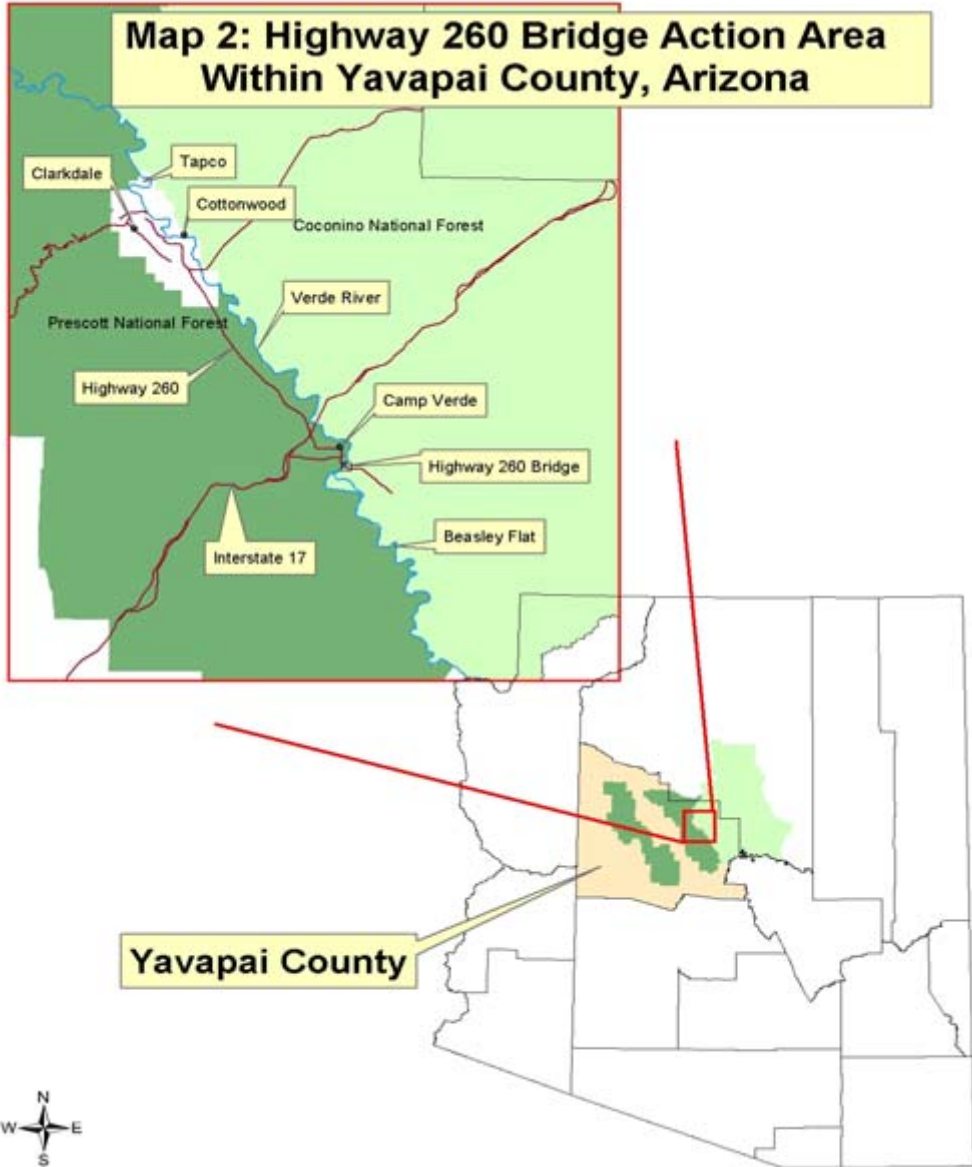 Map 2: Highway 260 Bridge Action Area
Within Yavapai County, Arizona
Tapco
Clarkdale
Cottonwood
Coconino National Forest
Verde River
Prescott National Forest
Highway 260
Camp Verde
Highway 260 Bridge
Beasley Flat
Interstate 17
Yavapai County
N
W
E
S